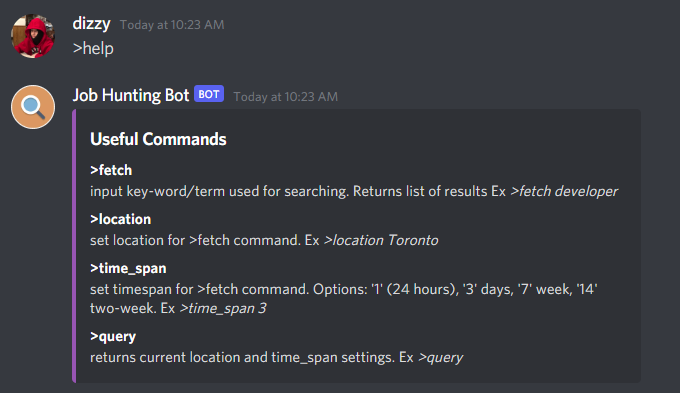 dizzy Today at 10:23 AM
>help
Job Hunting Bot BOT Today at 10:23 AM
Useful Commands
>fetch
input key-word/term used for searching. Returns list of results Ex >fetch developer
>location
set location for >fetch command. Ex >location Toronto
>time_span
set timespan for >fetch command. Options: '1' (24 hours), '3' days, '7' week, '14'
two-week. Ex >time_span 3
>query
returns current location and time_span settings. Ex >query